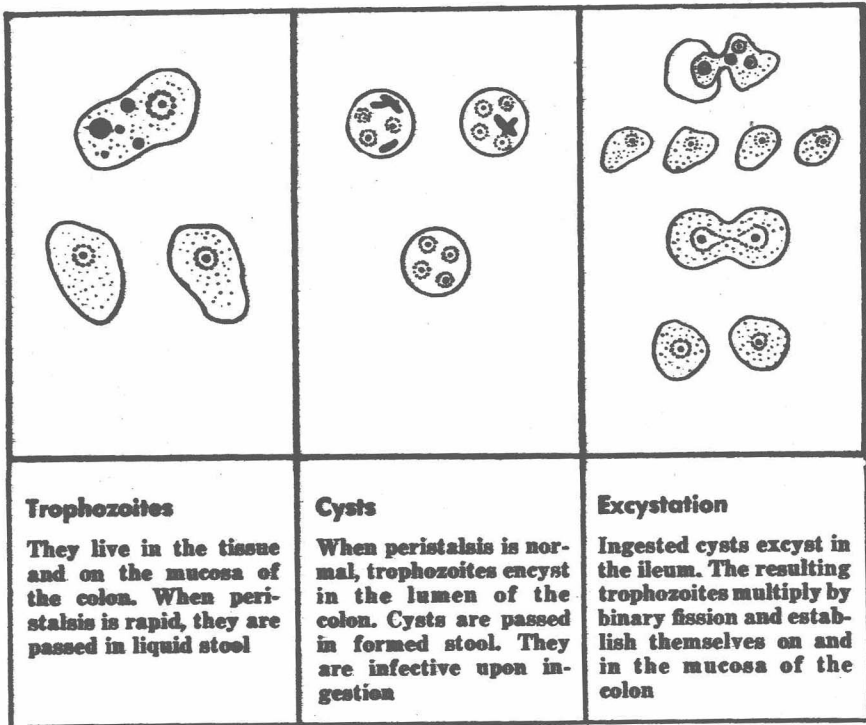 Trophozoites
They live in the tissue
and on the mucosa of
the colon. When peri-
stalsis is rapid, they are
passed in liquid stool
Cysts
When peristalsis is nor-
mal, trophozoites encyst
in the lumen of the
colon. Cysts are passed
in formed stool. They
are infective upon in-
gestion
Excystation
Ingested cysts excyst in
the ileum. The resulting
trophozoites multiply by
binary fission and estab-
lish themselves on and
in the mucosa of the
colon